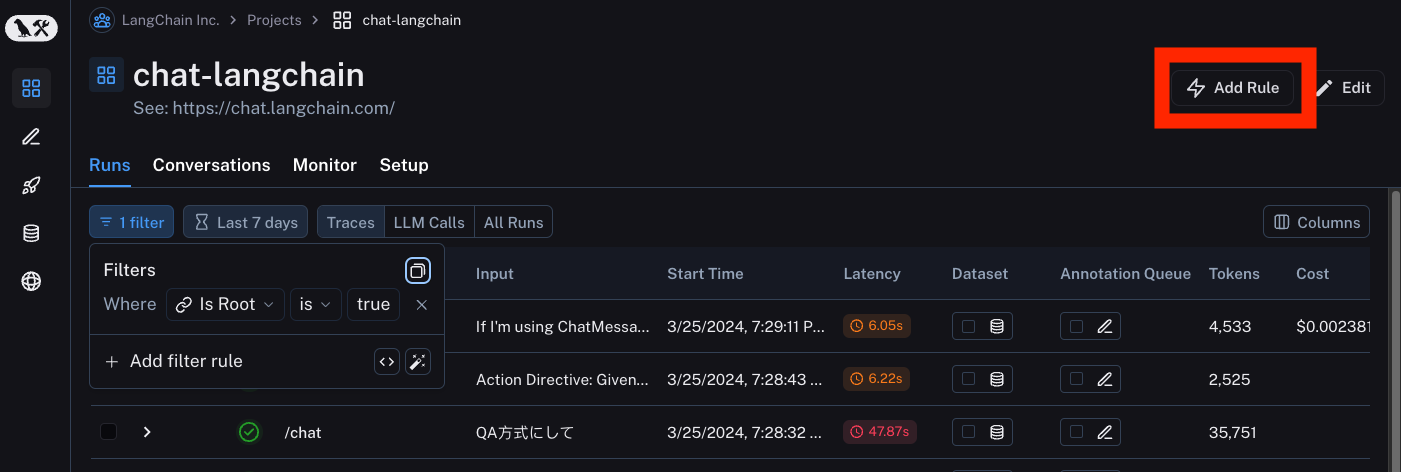 LangChain Inc. > Projects > chat-langchain
chat-langchain
See: https://chat.langchain.com/
Add Rule
Edit
Runs Conversations Monitor Setup
1 filter Last 7 days Traces LLM Calls All Runs Columns
Filters
Where Is Root is true
+ Add filter rule
Input Start Time Latency Dataset Annotation Queue Tokens Cost
If I'm using ChatMessa... 3/25/2024, 7:29:11 P... 6.05s 4,533 $0.002381
Action Directive: Given... 3/25/2024, 7:28:43 ... 6.22s 2,525
/chat QA方式にして 3/25/2024, 7:28:32 ... 47.87s 35,751